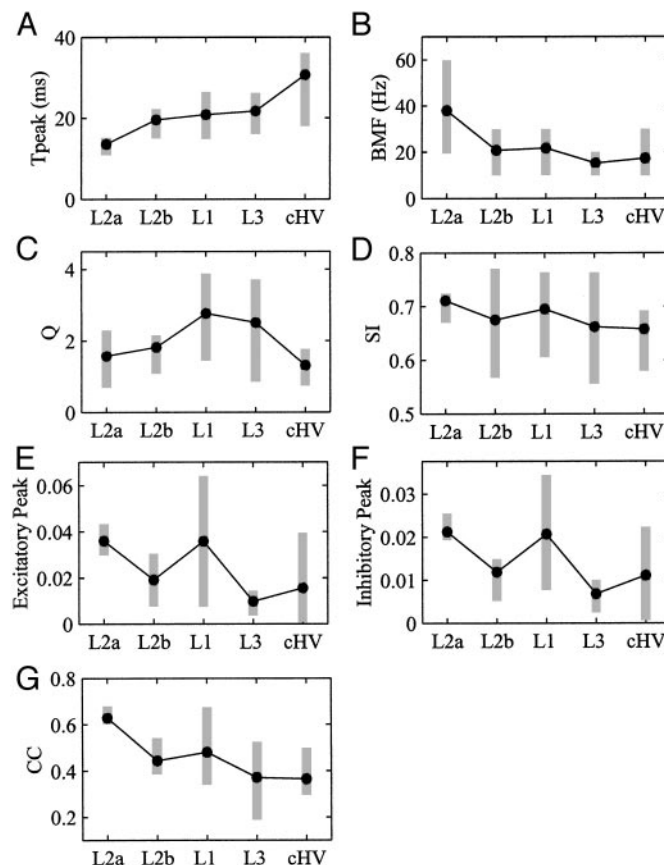 A
Tpeak (ms)
40
20
0
L2a L2b L1 L3 cHV
B
BMF (Hz)
60
40
20
0
L2a L2b L1 L3 cHV
C
Q
4
2
0
L2a L2b L1 L3 cHV
D
SI
0.8
0.7
0.6
0.5
L2a L2b L1 L3 cHV
E
Excitatory Peak
0.06
0.04
0.02
0
L2a L2b L1 L3 cHV
F
Inhibitory Peak
0.03
0.02
0.01
0
L2a L2b L1 L3 cHV
G
CC
0.8
0.6
0.4
0.2
L2a L2b L1 L3 cHV